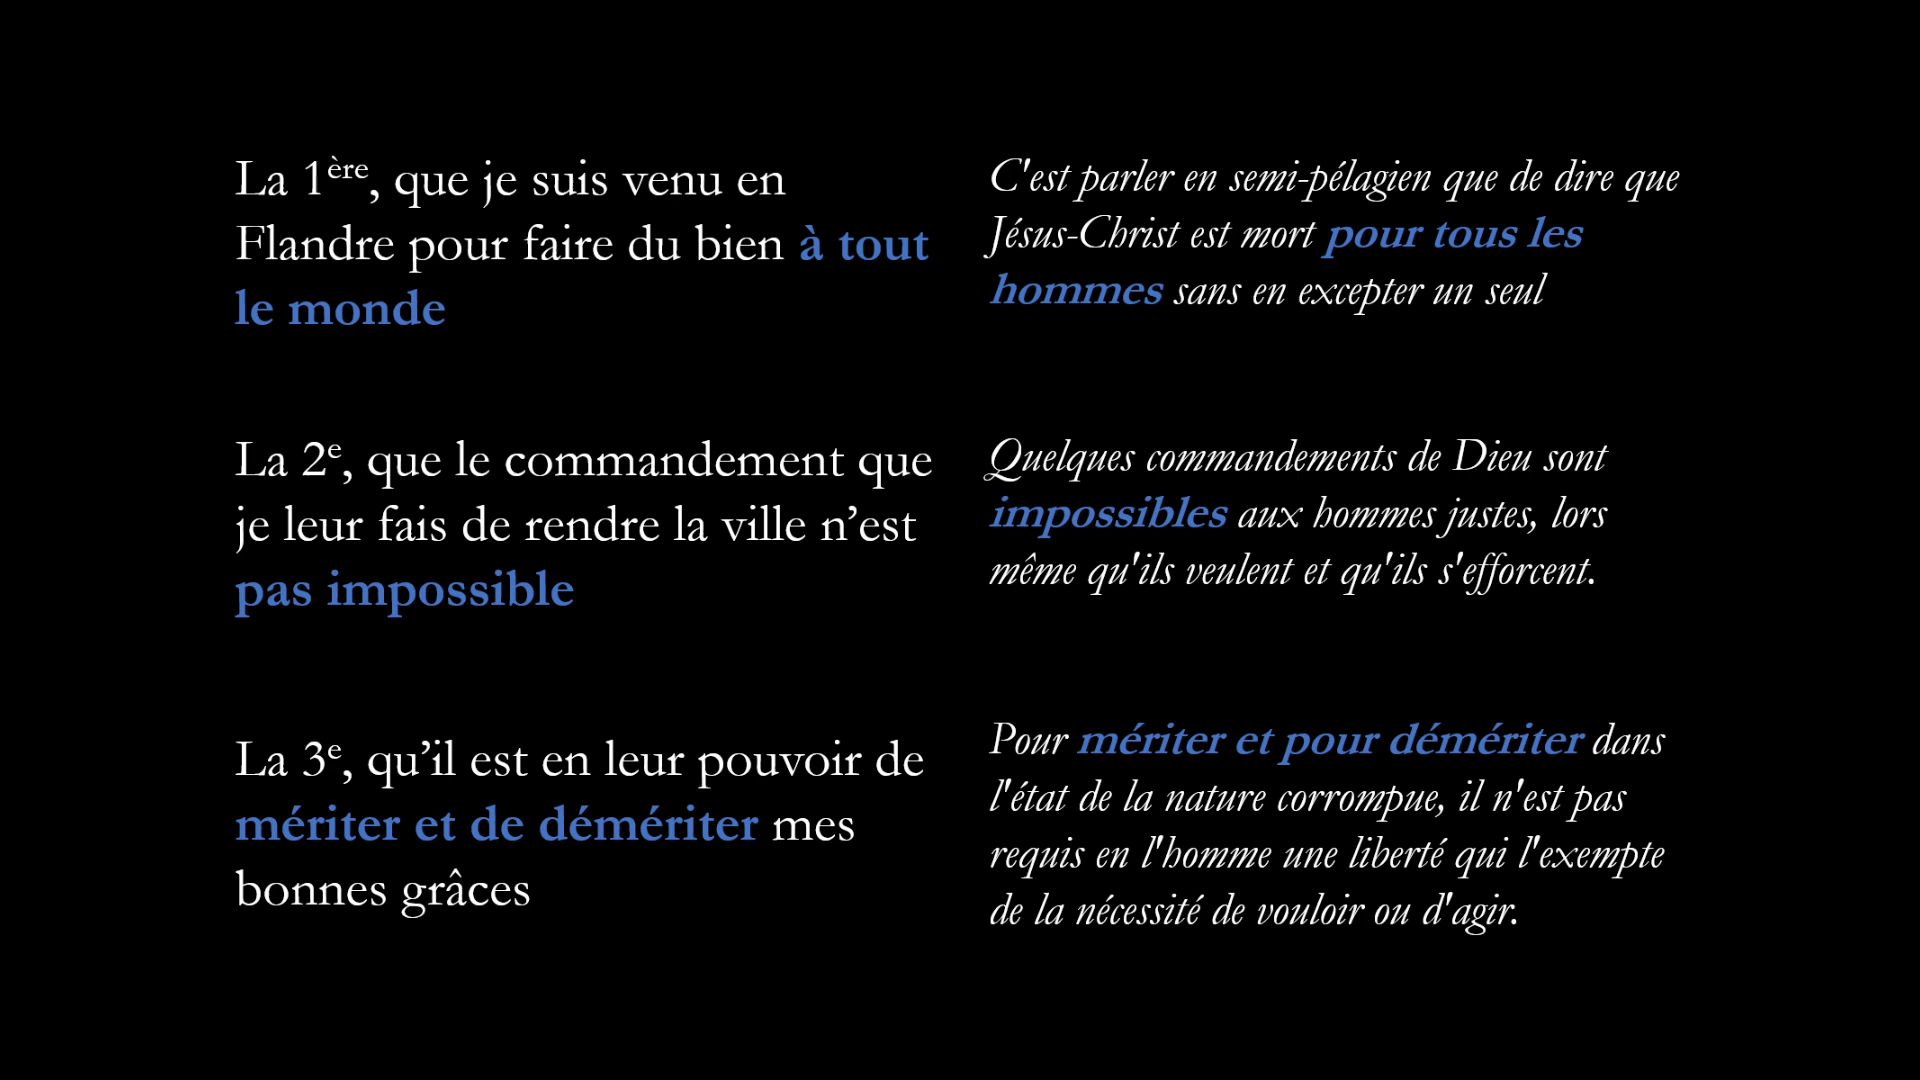 La 1ère, que je suis venu en
Flandre pour faire du bien à tout
le monde
C'est parler en semi-pélagien que de dire que
Jésus-Christ est mort pour tous les
hommes sans en excepter un seul
La 2e, que le commandement que
je leur fais de rendre la ville n’est
pas impossible
Quelques commandements de Dieu sont
impossibles aux hommes justes, lors
même qu'ils veulent et qu'ils s'efforcent.
La 3e, qu’il est en leur pouvoir de
mériter et de démériter mes
bonnes grâces
Pour mériter et pour démériter dans
l'état de la nature corrompue, il n'est pas
requis en l'homme une liberté qui l'exempte
de la nécessité de vouloir ou d'agir.